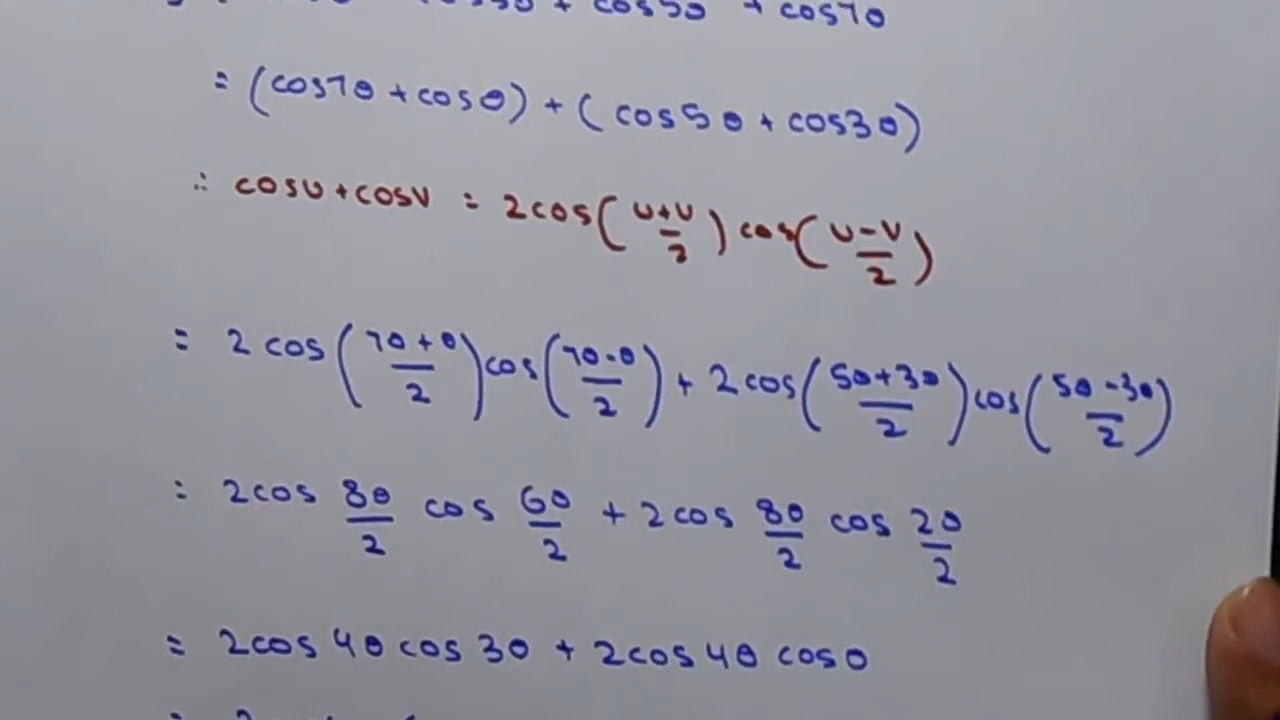 cos5θ + cos7θ
= (cos7θ + cosθ) + (cos5θ + cos3θ)
∴ cosu + cosv = 2cos(u+v/2) cos(u-v/2)
= 2cos(7θ+θ/2) cos(7θ-θ/2) + 2cos(5θ+3θ/2) cos(5θ-3θ/2)
= 2cos 8θ/2 cos 6θ/2 + 2cos 8θ/2 cos 2θ/2
= 2cos4θ cos3θ + 2cos4θ cosθ